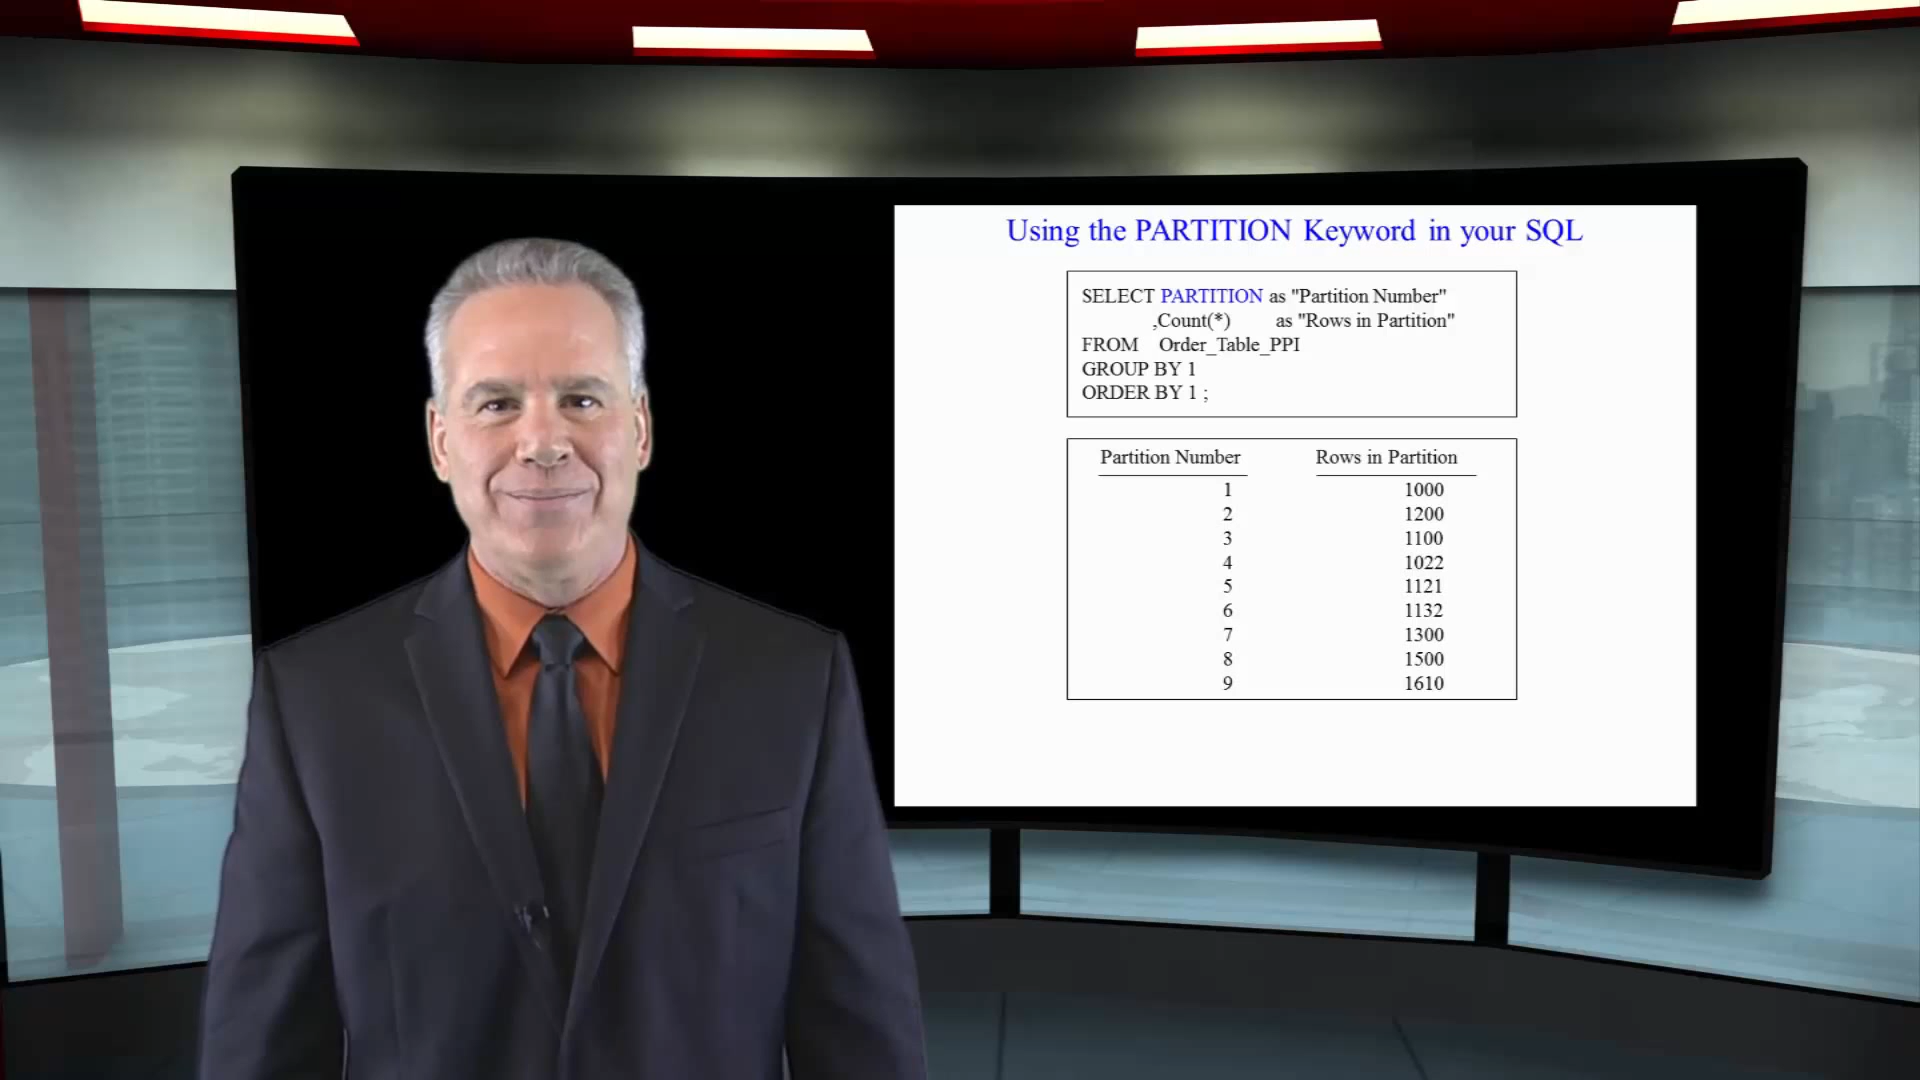 Using the PARTITION Keyword in your SQL
SELECT PARTITION as "Partition Number"
,Count(*) as "Rows in Partition"
FROM Order_Table_PPI
GROUP BY 1
ORDER BY 1 ;
Partition Number Rows in Partition
1 1000
2 1200
3 1100
4 1022
5 1121
6 1132
7 1300
8 1500
9 1610